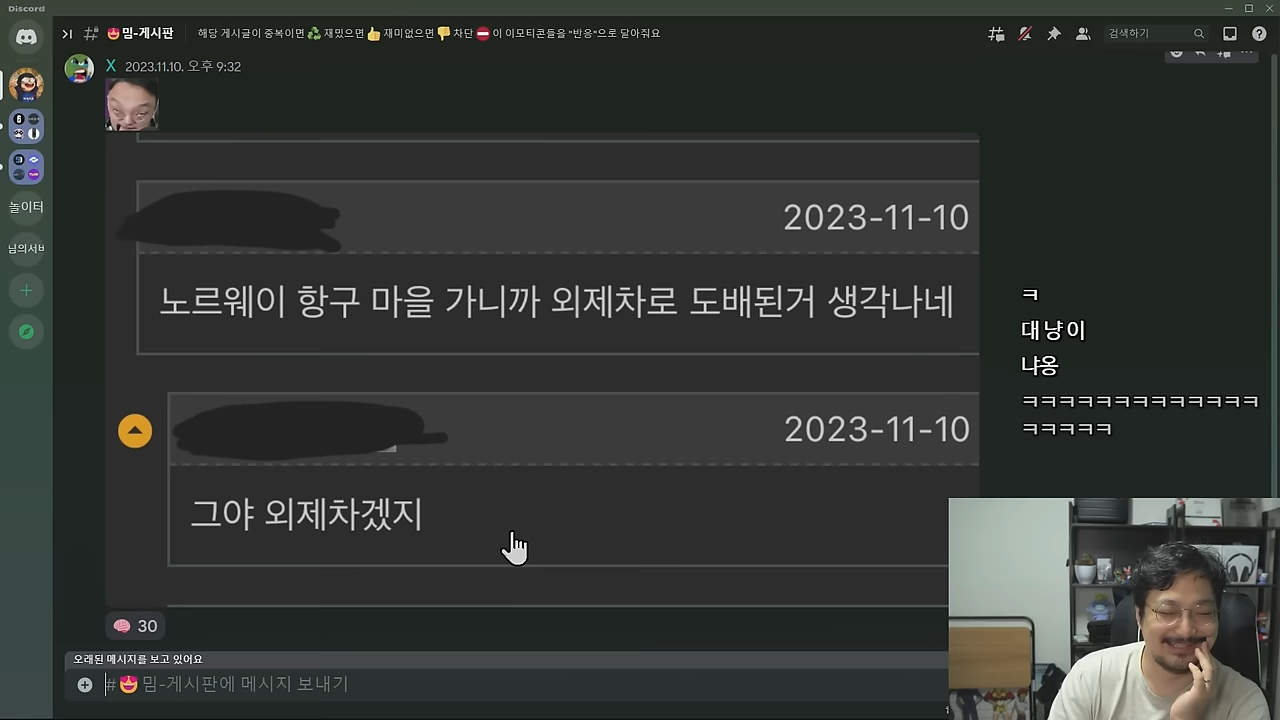 Discord
😍밈-게시판
해당 게시글이 중복이면 ♻️ 재밌으면 👍 재미없으면 👎 차단 ⛔ 이 이모티콘들을 "반응"으로 달아줘요
검색하기
X 2023.11.10. 오후 9:32
2023-11-10
노르웨이 항구 마을 가니까 외제차로 도배된거 생각나네
2023-11-10
그야 외제차겠지
🧠 30
오래된 메시지를 보고 있어요
#😍밈-게시판에 메시지 보내기
놀이터
님의서버
ㅋ
대냥이
냐옹
ㅋㅋㅋㅋㅋㅋㅋㅋㅋㅋㅋㅋㅋ
ㅋㅋㅋㅋㅋ